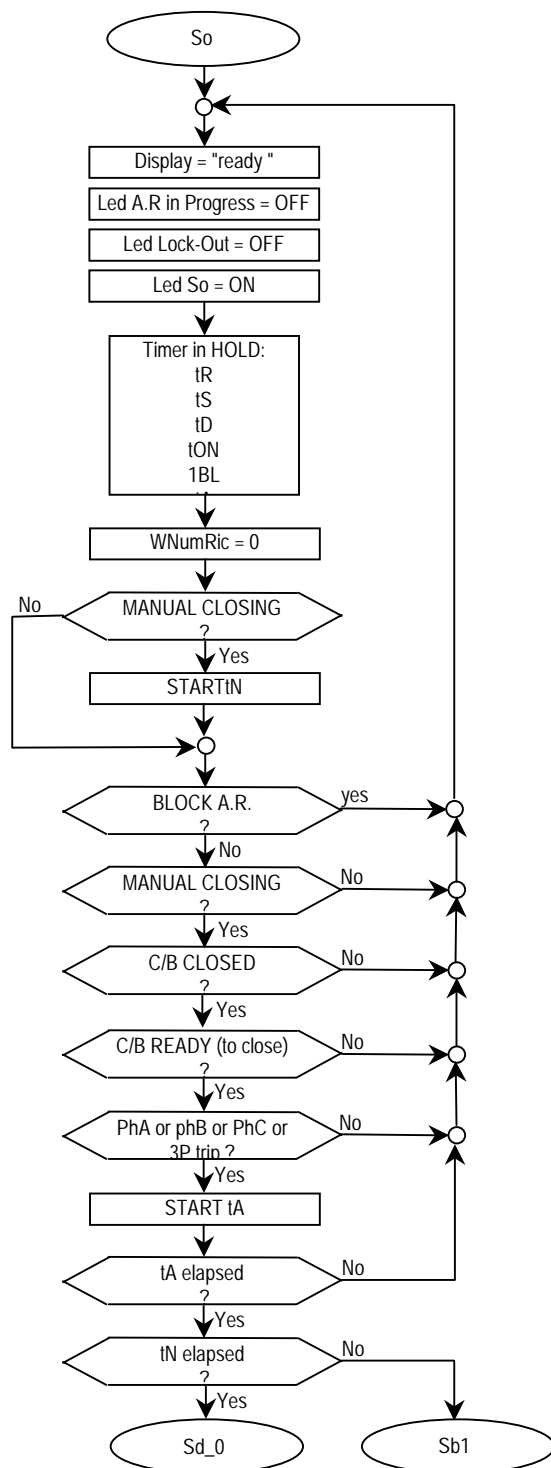 So
Display = "ready "
Led A.R in Progress = OFF
Led Lock-Out = OFF
Led So = ON
Timer in HOLD:
tR
tS
tD
tON
1BL
WNumRic = 0
No
MANUAL CLOSING
?
Yes
STARTtN
BLOCK A.R.
?
yes
No
MANUAL CLOSING
?
No
Yes
C/B CLOSED
?
No
Yes
C/B READY (to close)
?
No
Yes
PhA or phB or PhC or
3P trip ?
No
Yes
START tA
tA elapsed
?
No
Yes
tN elapsed
?
No
Yes
Sd_0
Sb1